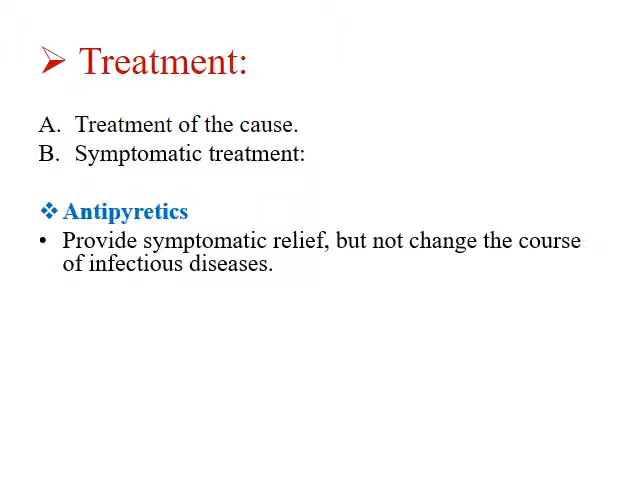 Treatment:
A. Treatment of the cause.
B. Symptomatic treatment:
Antipyretics
• Provide symptomatic relief, but not change the course
of infectious diseases.